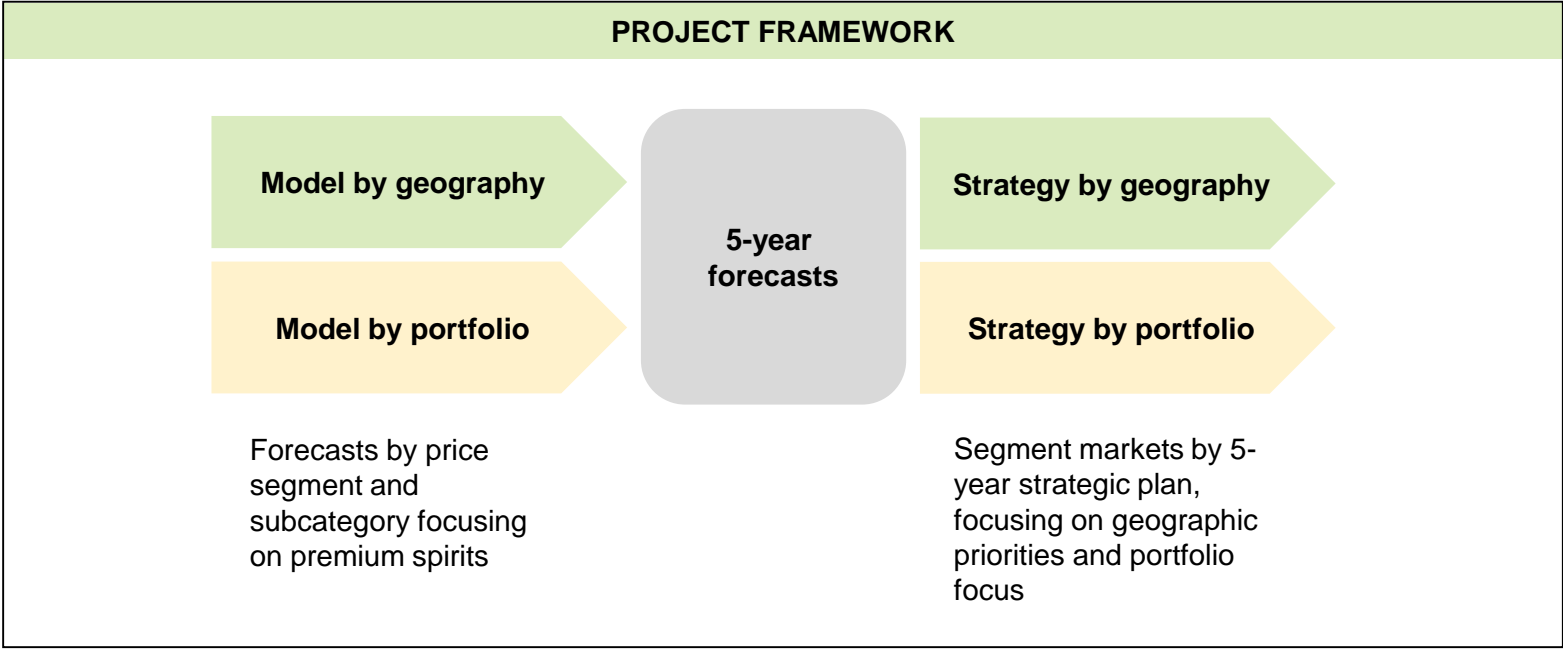 PROJECT FRAMEWORK
Model by geography
Model by portfolio
5-year
forecasts
Strategy by geography
Strategy by portfolio
Forecasts by price
segment and
subcategory focusing
on premium spirits
Segment markets by 5-
year strategic plan,
focusing on geographic
priorities and portfolio
focus